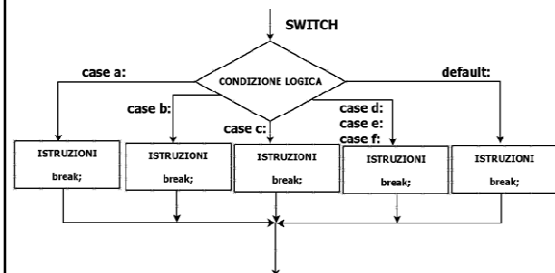 SWITCH
CONDIZIONE LOGICA
case a:
default:
case b:
case d:
case e:
case f:
case c:
ISTRUZIONI
break;
ISTRUZIONI
break;
ISTRUZIONI
break:
ISTRUZIONI
break;
ISTRUZIONI
break;